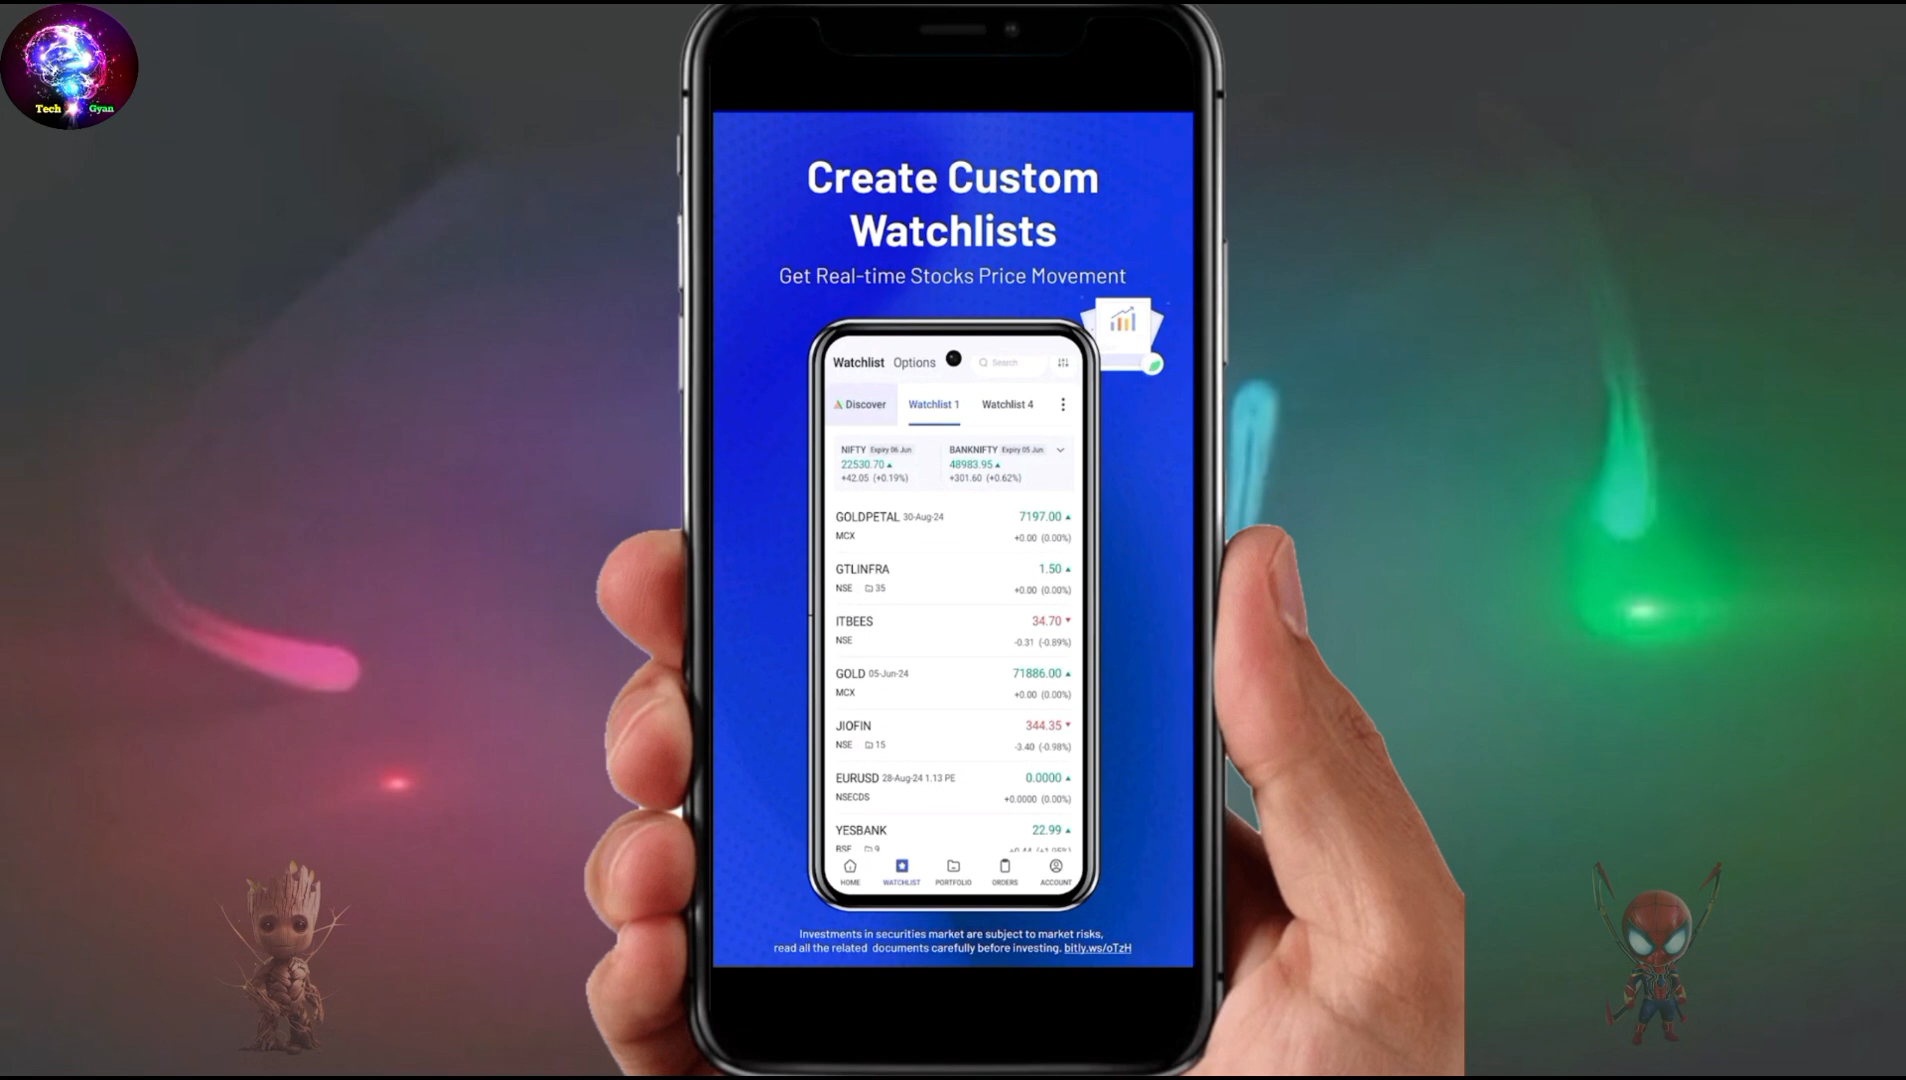 Tech Gyan
Create Custom
Watchlists
Get Real-time Stocks Price Movement
Watchlist Options Search
Discover Watchlist 1 Watchlist 4
NIFTY Expiry 06 Jun BANKNIFTY Expiry 05 Jun
22530.70 48983.95
+42.05 (+0.19%) +301.60 (+0.62%)
GOLDPETAL 30-Aug-24 7197.00
MCX +0.00 (0.00%)
GTLINFRA 1.50
NSE 35 +0.00 (0.00%)
ITBEES 34.70
NSE -0.31 (-0.89%)
GOLD 05-Jun-24 71886.00
MCX +0.00 (0.00%)
JIOFIN 344.35
NSE 15 -3.40 (-0.98%)
EURUSD 28-Aug-24 1.13 PE 0.0000
NSECDS +0.0000 (0.00%)
YESBANK 22.99
BSE 9
HOME WATCHLIST PORTFOLIO ORDERS ACCOUNT
Investments in securities market are subject to market risks,
read all the related documents carefully before investing. bitly.ws/oTzH